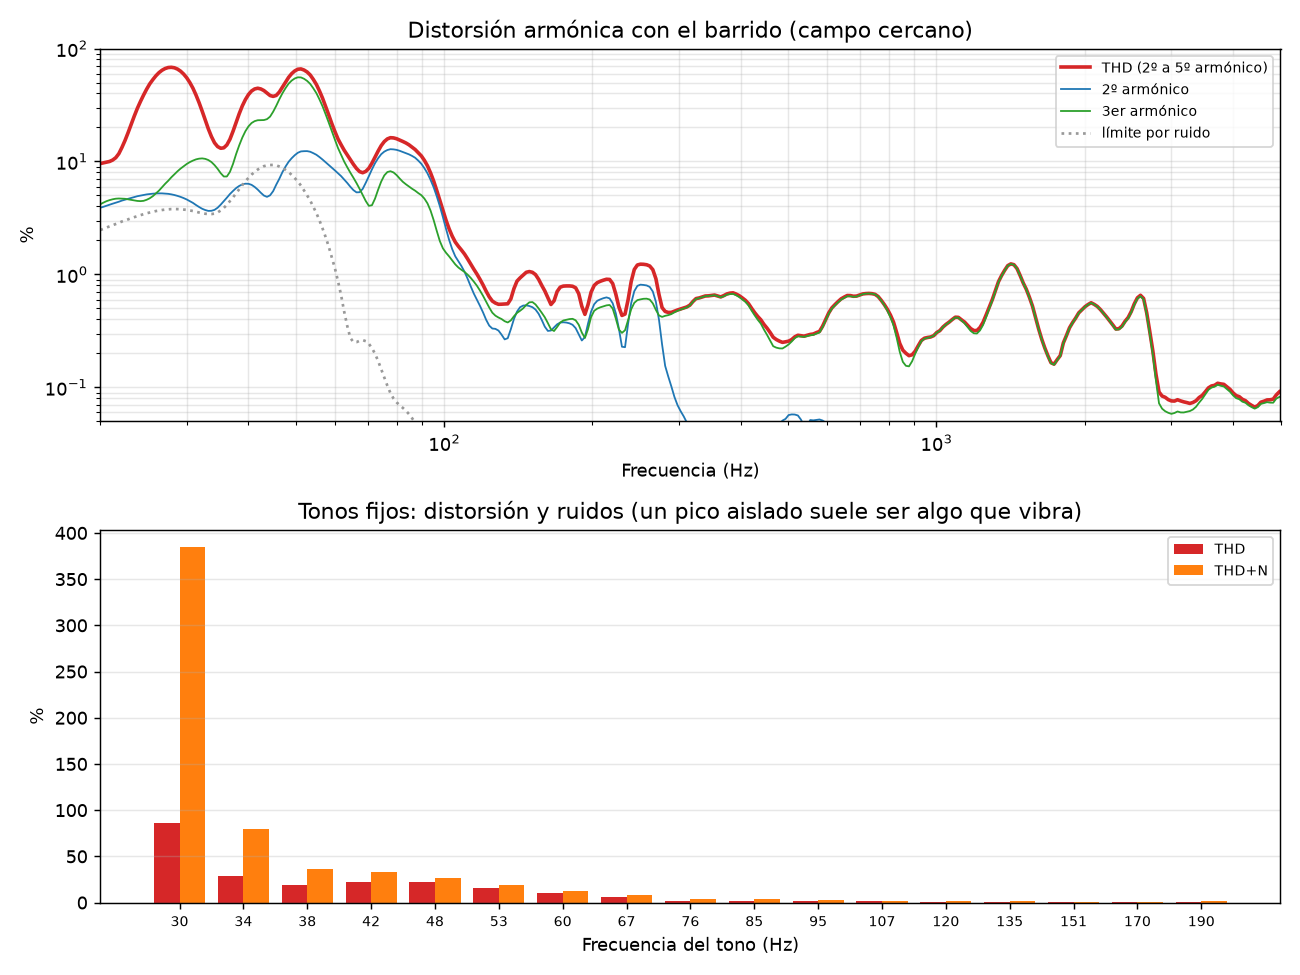 Distorsión armónica con el barrido (campo cercano)
THD (2º a 5º armónico)
2º armónico
3er armónico
límite por ruido
%
10²
10¹
10⁰
10⁻¹
10² 10³
Frecuencia (Hz)
Tonos fijos: distorsión y ruidos (un pico aislado suele ser algo que vibra)
THD
THD+N
%
400
350
300
250
200
150
100
50
0
30 34 38 42 48 53 60 67 76 85 95 107 120 135 151 170 190
Frecuencia del tono (Hz)